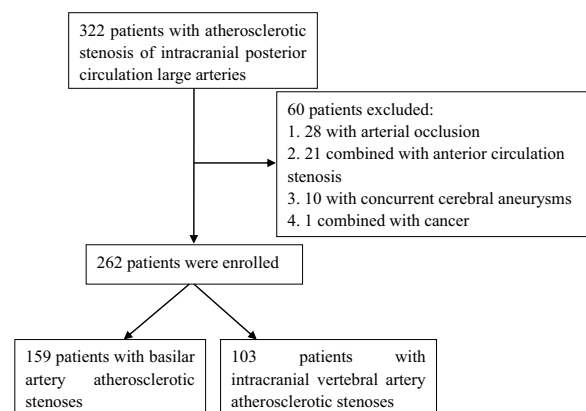 322 patients with atherosclerotic
stenosis of intracranial posterior
circulation large arteries
60 patients excluded:
1. 28 with arterial occlusion
2. 21 combined with anterior circulation
stenosis
3. 10 with concurrent cerebral aneurysms
4. 1 combined with cancer
262 patients were enrolled
159 patients with basilar
artery atherosclerotic
stenoses
103 patients with
intracranial vertebral artery
atherosclerotic stenoses